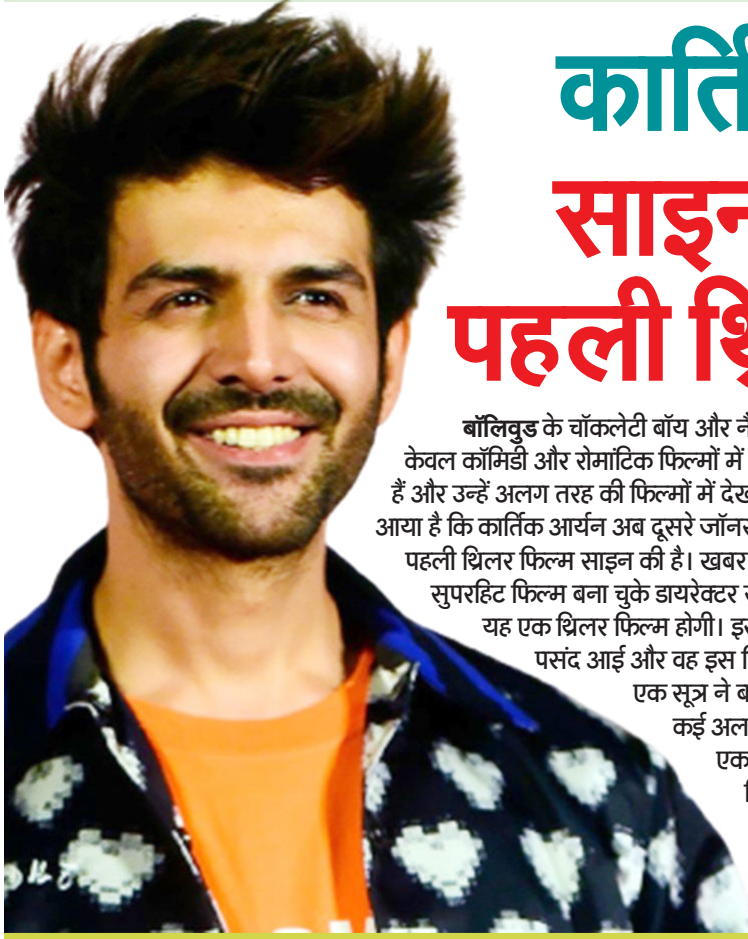 कार्ति
साइन
पहली थि
बॉलिवुड के चॉकलेटी बॉय और नै
केवल कॉमिडी और रोमांटिक फिल्मों में
हैं और उन्हें अलग तरह की फिल्मों में देख
आया है कि कार्तिक आर्यन अब दूसरे जॉनर
पहली थ्रिलर फिल्म साइन की है। खबर
सुपरहिट फिल्म बना चुके डायरेक्टर
यह एक थ्रिलर फिल्म होगी। इस
पसंद आई और वह इस
एक सूत्र ने ब
कई अल
एक